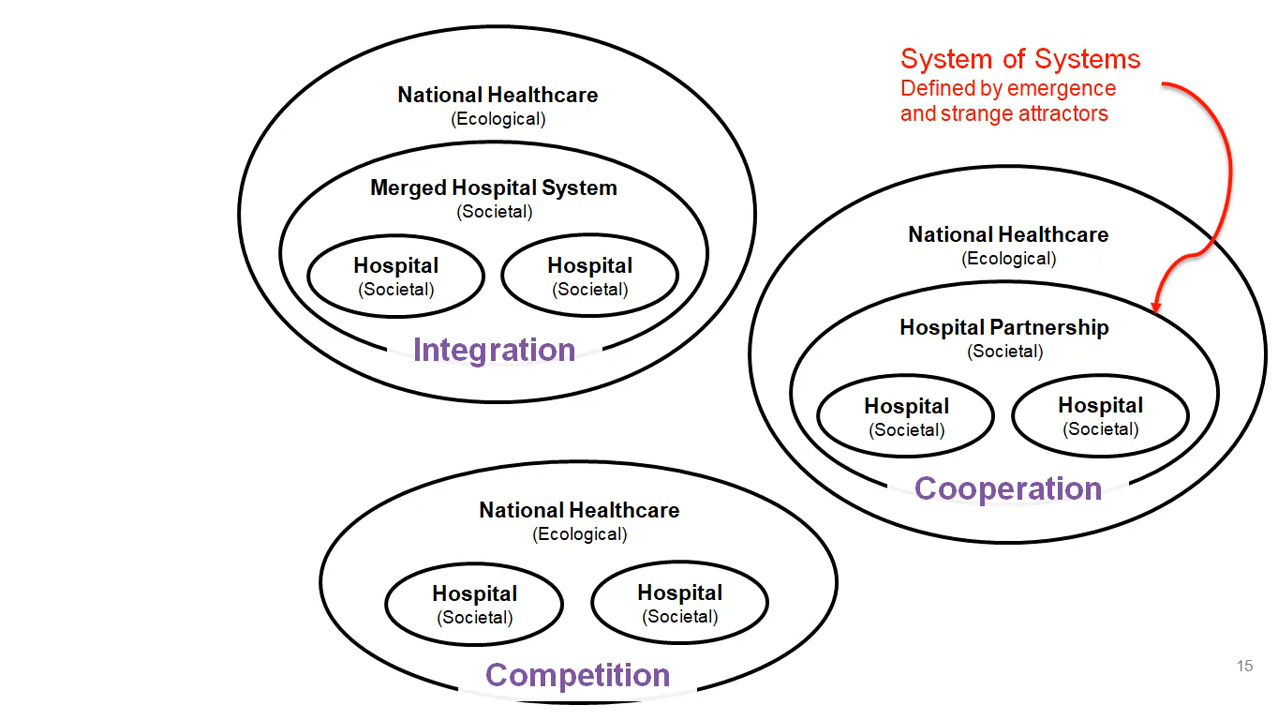 National Healthcare
(Ecological)
Merged Hospital System
(Societal)
Hospital
(Societal)
Hospital
(Societal)
Integration
System of Systems
Defined by emergence
and strange attractors
National Healthcare
(Ecological)
Hospital Partnership
(Societal)
Hospital
(Societal)
Hospital
(Societal)
Cooperation
National Healthcare
(Ecological)
Hospital
(Societal)
Hospital
(Societal)
Competition
15